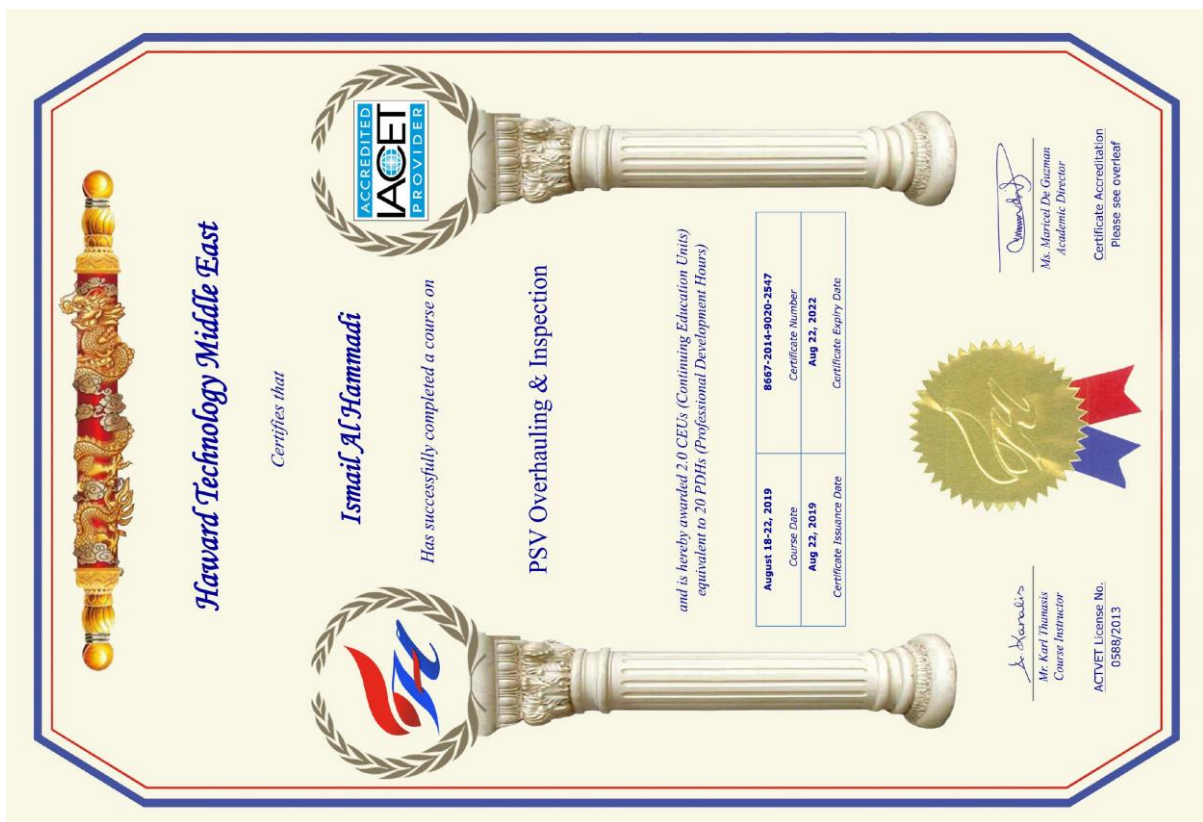 Haward Technology Middle East
Certifies that
Ismail Al Hammadi
ACCREDITED
IACET
PROVIDER
Has successfully completed a course on
PSV Overhauling & Inspection
and is hereby awarded 2.0 CEUs (Continuing Education Units)
equivalent to 20 PDHs (Professional Development Hours)
August 18-22, 2019 8667-2014-9020-2547
Course Date Certificate Number
Aug 22, 2019 Aug 22, 2022
Certificate Issuance Date Certificate Expiry Date
Mr. Karl Thanasis
Course Instructor
Ms. Maricel De Guzman
Academic Director
ACTVET License No.
0588/2013
Certificate Accreditation
Please see overleaf